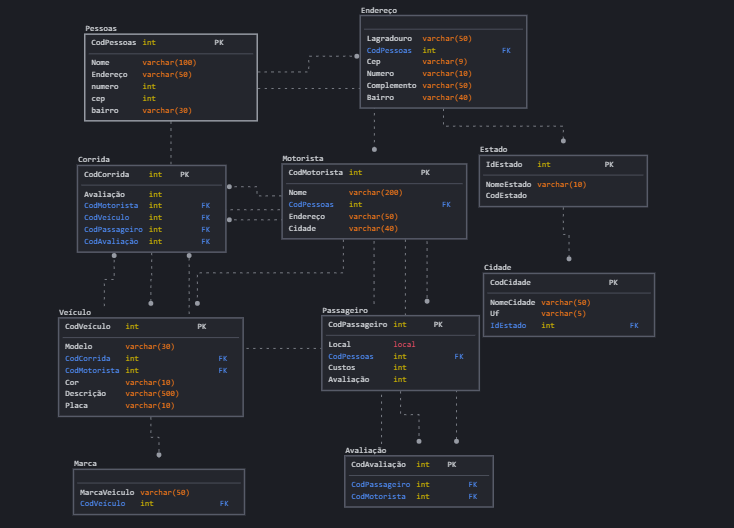 Pessoas
CodPessoas int PK
Nome varchar(100)
Endereço varchar(50)
numero int
cep int
bairro varchar(30)
Endereço
Lagradouro varchar(50)
CodPessoas int FK
Cep varchar(9)
Numero varchar(10)
Complemento varchar(50)
Bairro varchar(40)
Corrida
CodCorrida int PK
Avaliação int
CodMotorista int FK
CodVeículo int FK
CodPassageiro int FK
CodAvaliação int FK
Motorista
CodMotorista int PK
Nome varchar(200)
CodPessoas int FK
Endereço varchar(50)
Cidade varchar(40)
Estado
IdEstado int PK
NomeEstado varchar(10)
CodEstado
Cidade
CodCidade PK
NomeCidade varchar(50)
Uf varchar(5)
IdEstado int FK
Veículo
CodVeículo int PK
Modelo varchar(30)
CodCorrida int FK
CodMotorista int FK
Cor varchar(10)
Descrição varchar(500)
Placa varchar(10)
Passageiro
CodPassageiro int PK
Local local
CodPessoas int FK
Custos int
Avaliação int
Marca
MarcaVeiculo varchar(50)
CodVeículo int FK
Avaliação
CodAvaliação int PK
CodPassageiro int FK
CodMotorista int FK